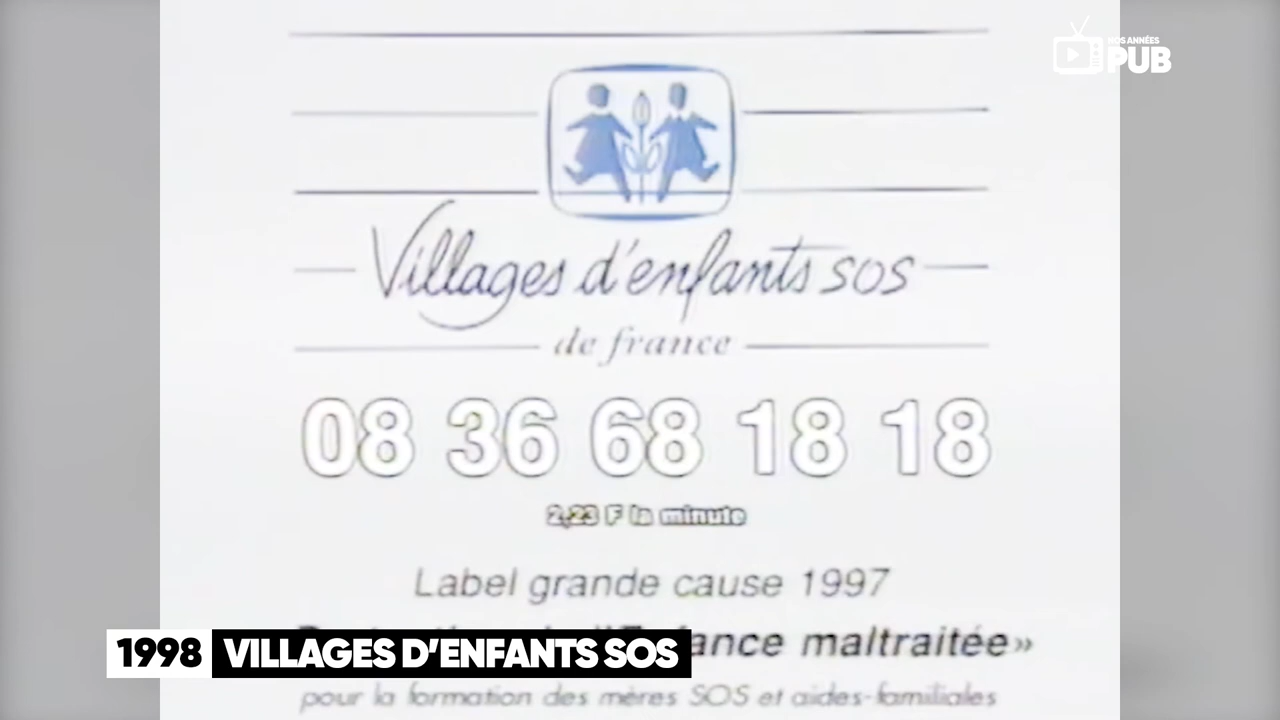 NOS ANNÉES
PUB
Villages d'enfants sos
de france
08 36 68 18 18
2,23 F la minute
Label grande cause 1997
maltraitée»
1998 VILLAGES D'ENFANTS SOS
pour la formation des mères SOS et aides-familiales